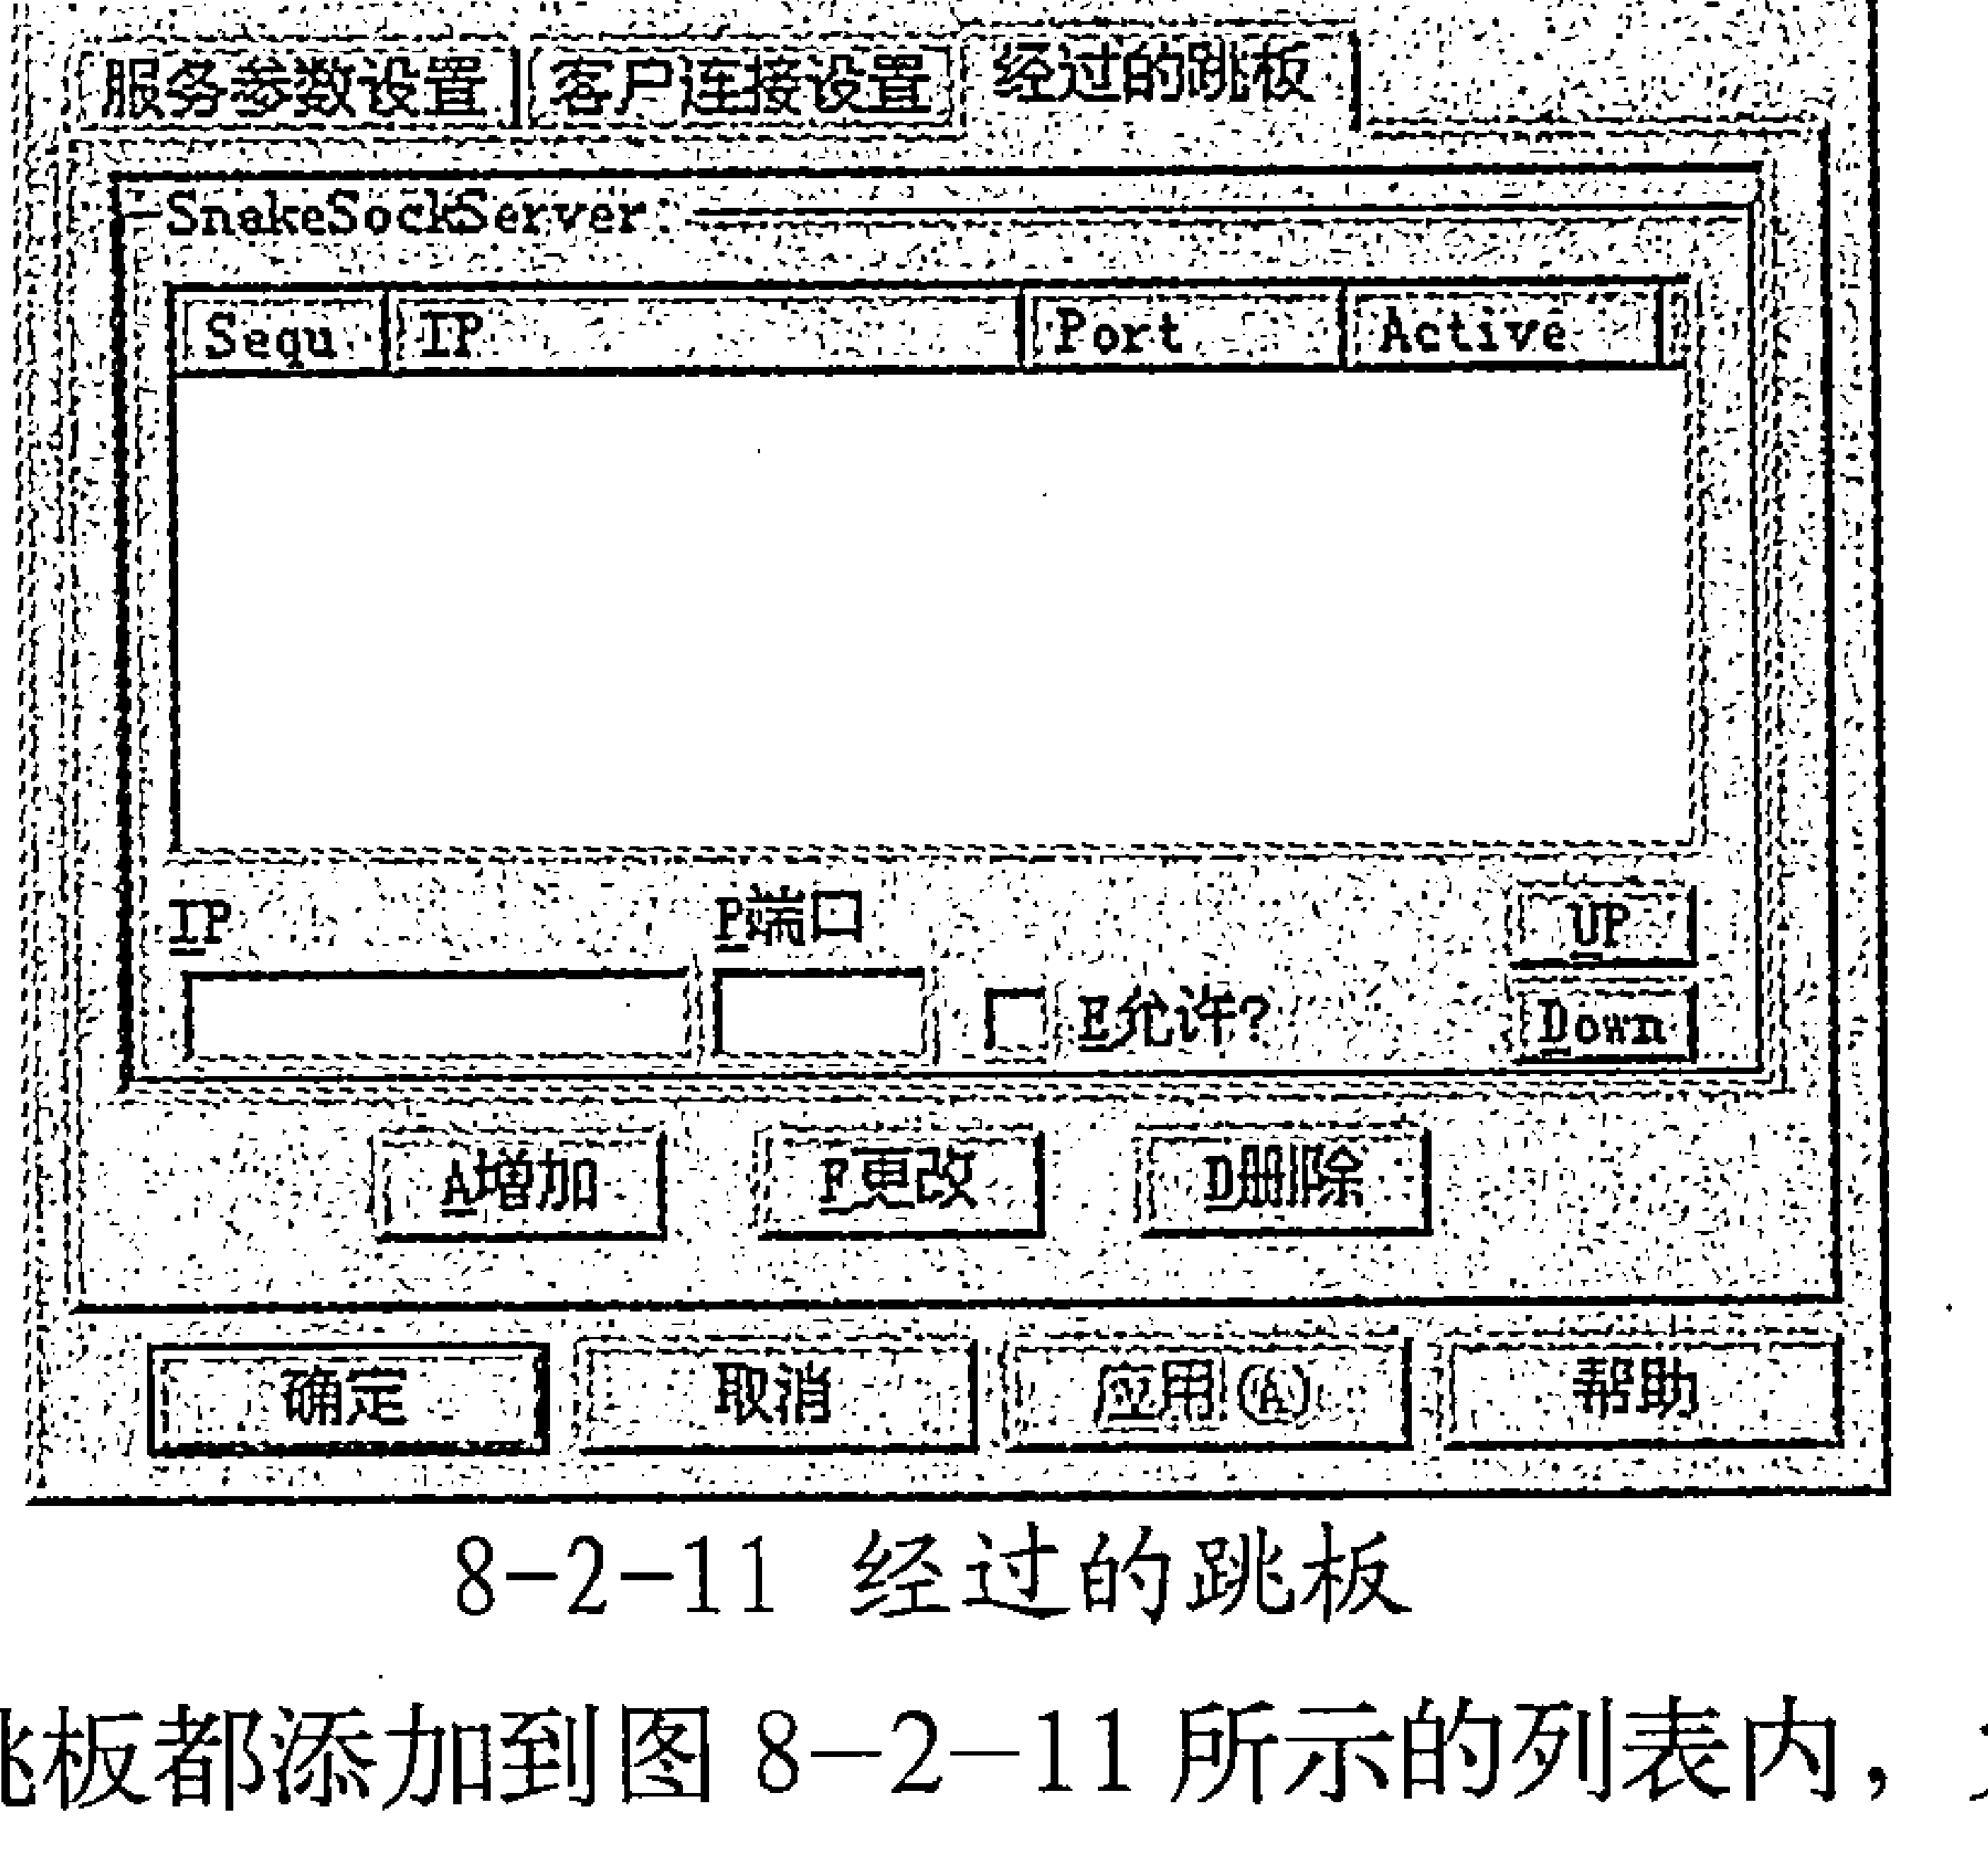 服务参数设置 客户连接设置 经过的跳板
SnakeSockServer:
Sequ IP Port Active
IP P端口 UP
E允许? Down
A增加 F更改 D删除
确定 取消 应用(A) 帮助
8-2-11 经过的跳板
板都添加到图 8-2-11 所示的列表内，